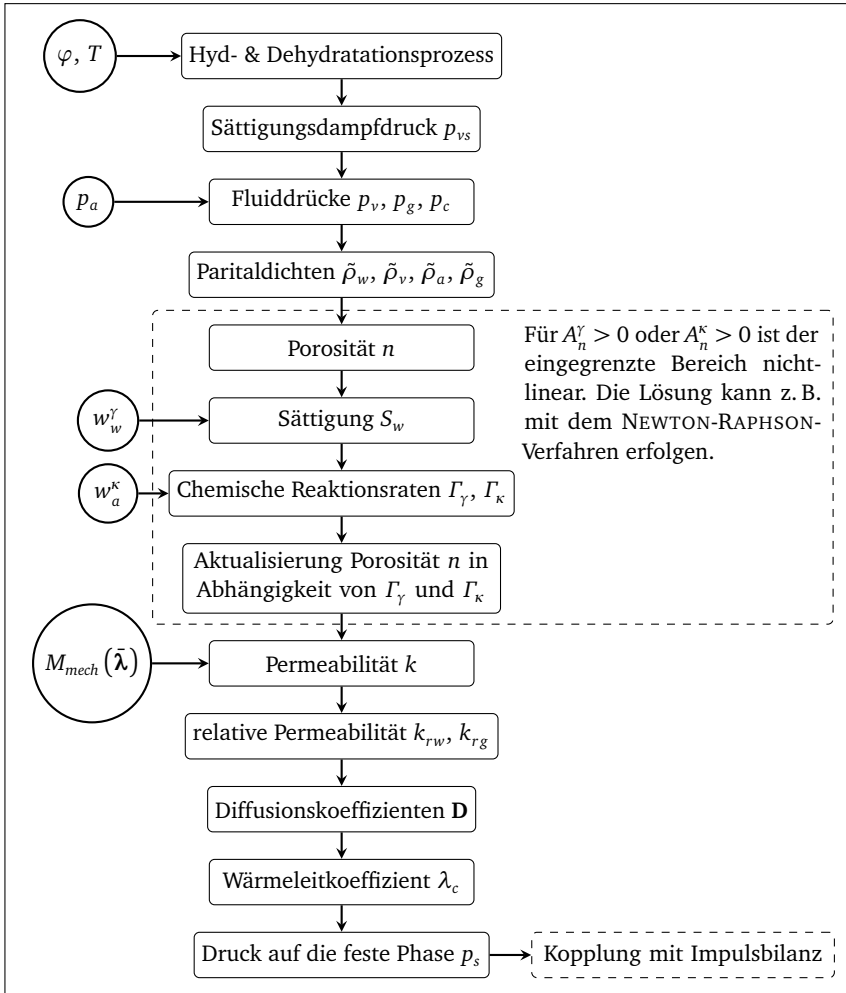 φ, T
Hyd- & Dehydratationsprozess
Sättigungsdampfdruck p_vs
p_a
Fluiddrücke p_v, p_g, p_c
Paritaldichten ρ̃_w, ρ̃_v, ρ̃_a, ρ̃_g
Porosität n
Für A_n^γ > 0 oder A_n^κ > 0 ist der
eingegrenzte Bereich nicht-
linear. Die Lösung kann z. B.
mit dem NEWTON-RAPHSON-
Verfahren erfolgen.
w_w^γ
Sättigung S_w
w_a^κ
Chemische Reaktionsraten Γ_γ, Γ_κ
Aktualisierung Porosität n in
Abhängigkeit von Γ_γ und Γ_κ
M_mech (λ̄)
Permeabilität k
relative Permeabilität k_rw, k_rg
Diffusionskoeffizienten D
Wärmeleitkoeffizient λ_c
Druck auf die feste Phase p_s
Kopplung mit Impulsbilanz